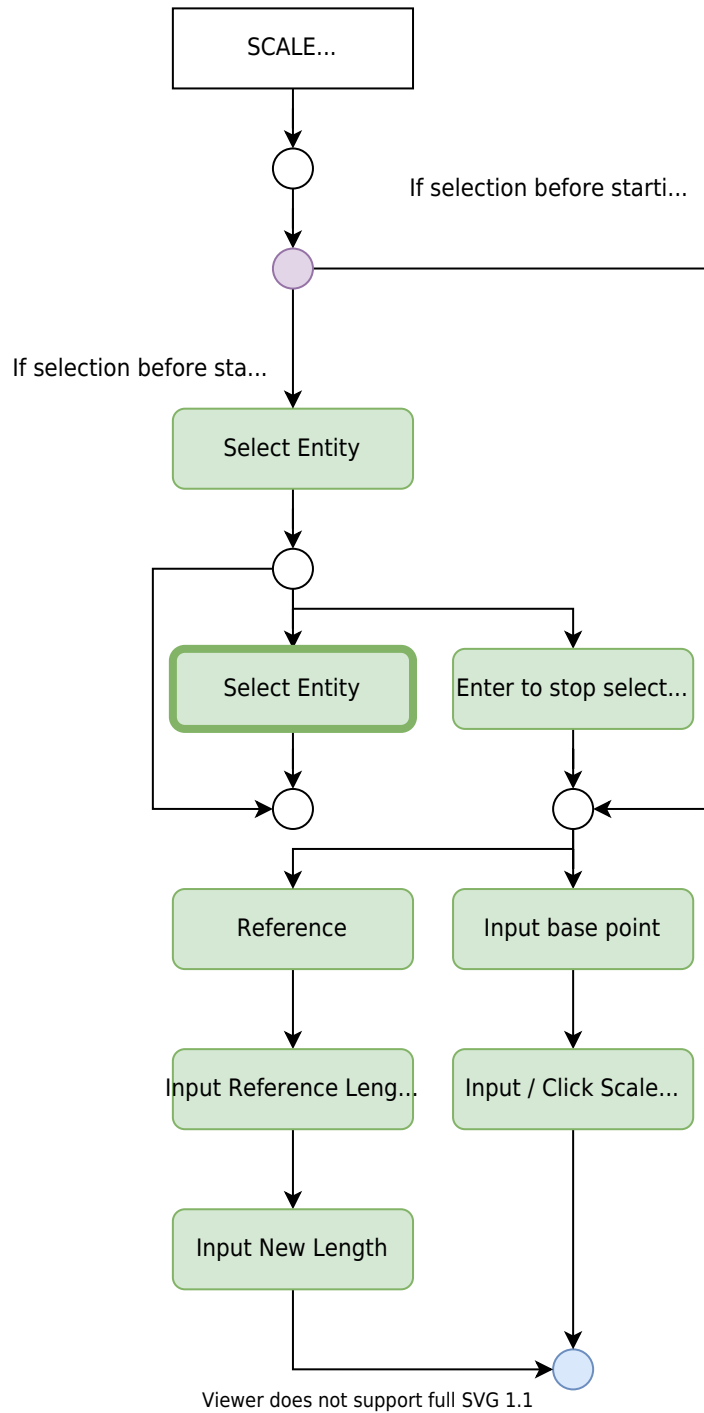 SCALE...
If selection before starti...
If selection before sta...
Select Entity
Select Entity
Enter to stop select...
Reference
Input base point
Input Reference Leng...
Input / Click Scale...
Input New Length
Viewer does not support full SVG 1.1